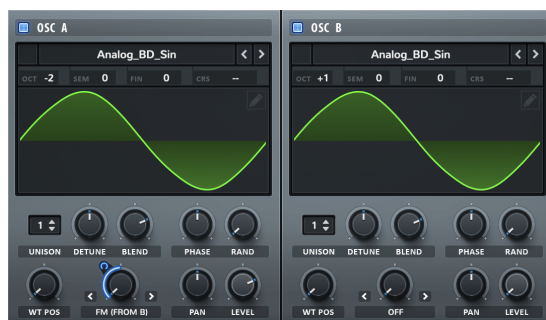 OSC A
Analog_BD_Sin
OCT -2 SEM 0 FIN 0 CRS --
1
UNISON DETUNE BLEND PHASE RAND
WT POS FM (FROM B) PAN LEVEL
OSC B
Analog_BD_Sin
OCT +1 SEM 0 FIN 0 CRS --
1
UNISON DETUNE BLEND PHASE RAND
WT POS OFF PAN LEVEL